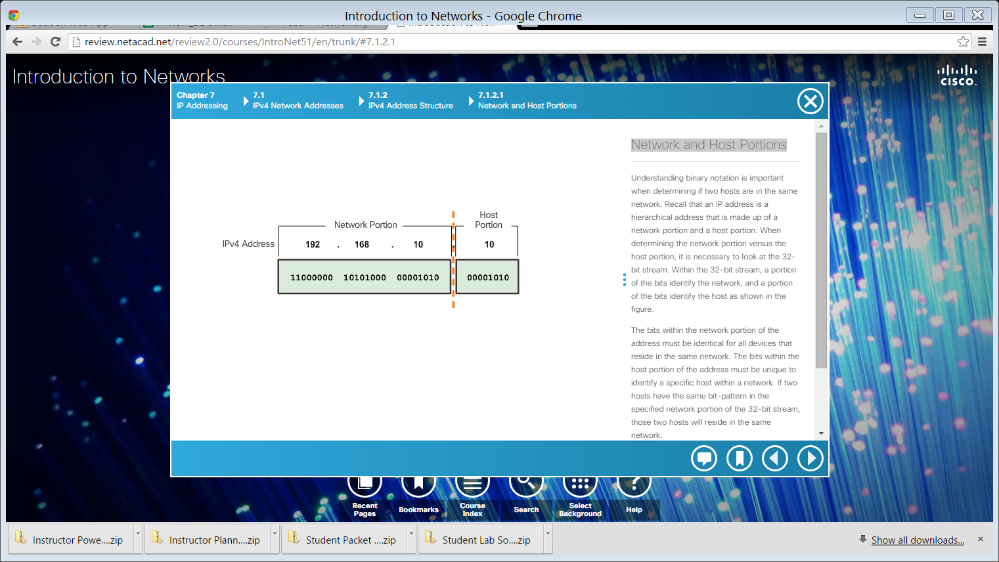 Introduction to Networks - Google Chrome
review.netacad.net/review2.0/courses/IntroNet51/en/trunk/#7.1.2.1
Introduction to Networks
CISCO
Chapter 7
IP Addressing
7.1
IPv4 Network Addresses
7.1.2
IPv4 Address Structure
7.1.2.1
Network and Host Portions
Network Portion
Host
Portion
IPv4 Address
192 . 168 . 10 . 10
11000000 10101000 00001010 00001010
Network and Host Portions
Understanding binary notation is important
when determining if two hosts are in the same
network. Recall that an IP address is a
hierarchical address that is made up of a
network portion and a host portion. When
determining the network portion versus the
host portion, it is necessary to look at the 32-
bit stream. Within the 32-bit stream, a portion
of the bits identify the network, and a portion
of the bits identify the host as shown in the
figure.
The bits within the network portion of the
address must be identical for all devices that
reside in the same network. The bits within the
host portion of the address must be unique to
identify a specific host within a network. If two
hosts have the same bit-pattern in the
specified network portion of the 32-bit stream,
those two hosts will reside in the same
network.
Recent
Pages
Bookmarks
Course
Index
Search
Select
Background
Help
Instructor Powe....zip
Instructor Plann....zip
Student Packet ....zip
Student Lab So....zip
Show all downloads...